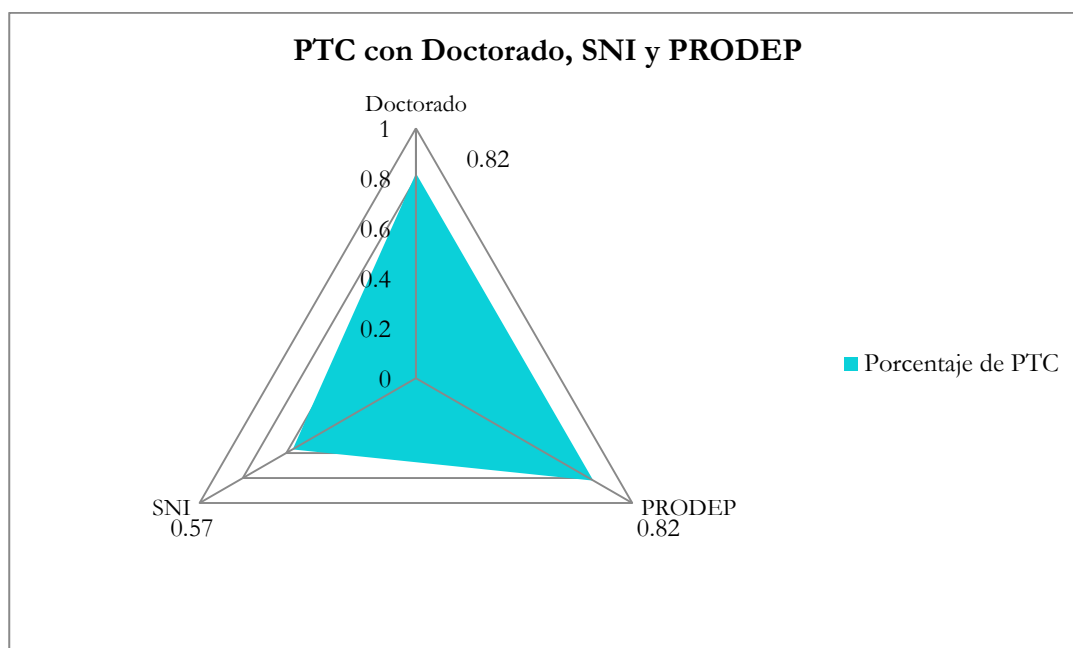 PTC con Doctorado, SNI y PRODEP
Doctorado
1
0.82
0.8
0.6
0.4
0.2
0
Porcentaje de PTC
SNI
PRODEP
0.57
0.82